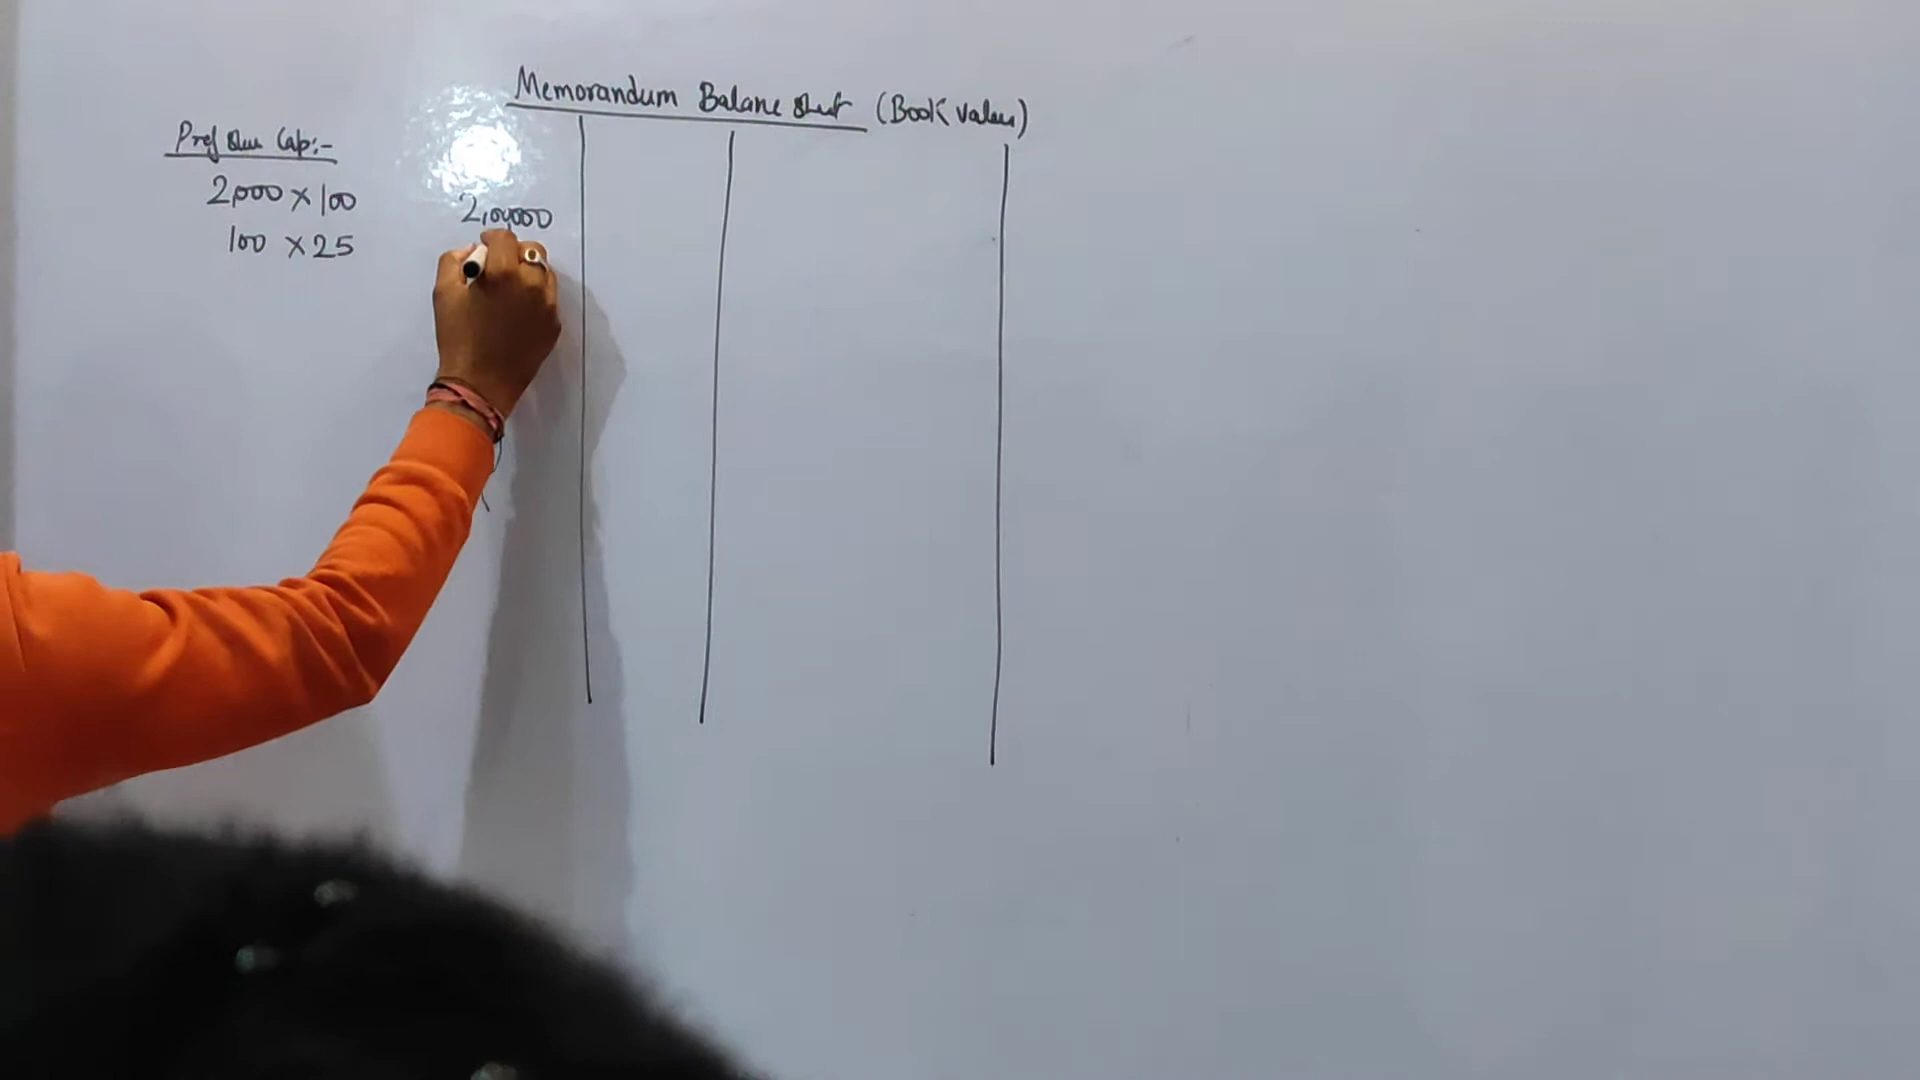 Memorandum Balance Sheet (Book value)
Pref Share Cap:-
2,000 × 100 2,00,000
100 × 25